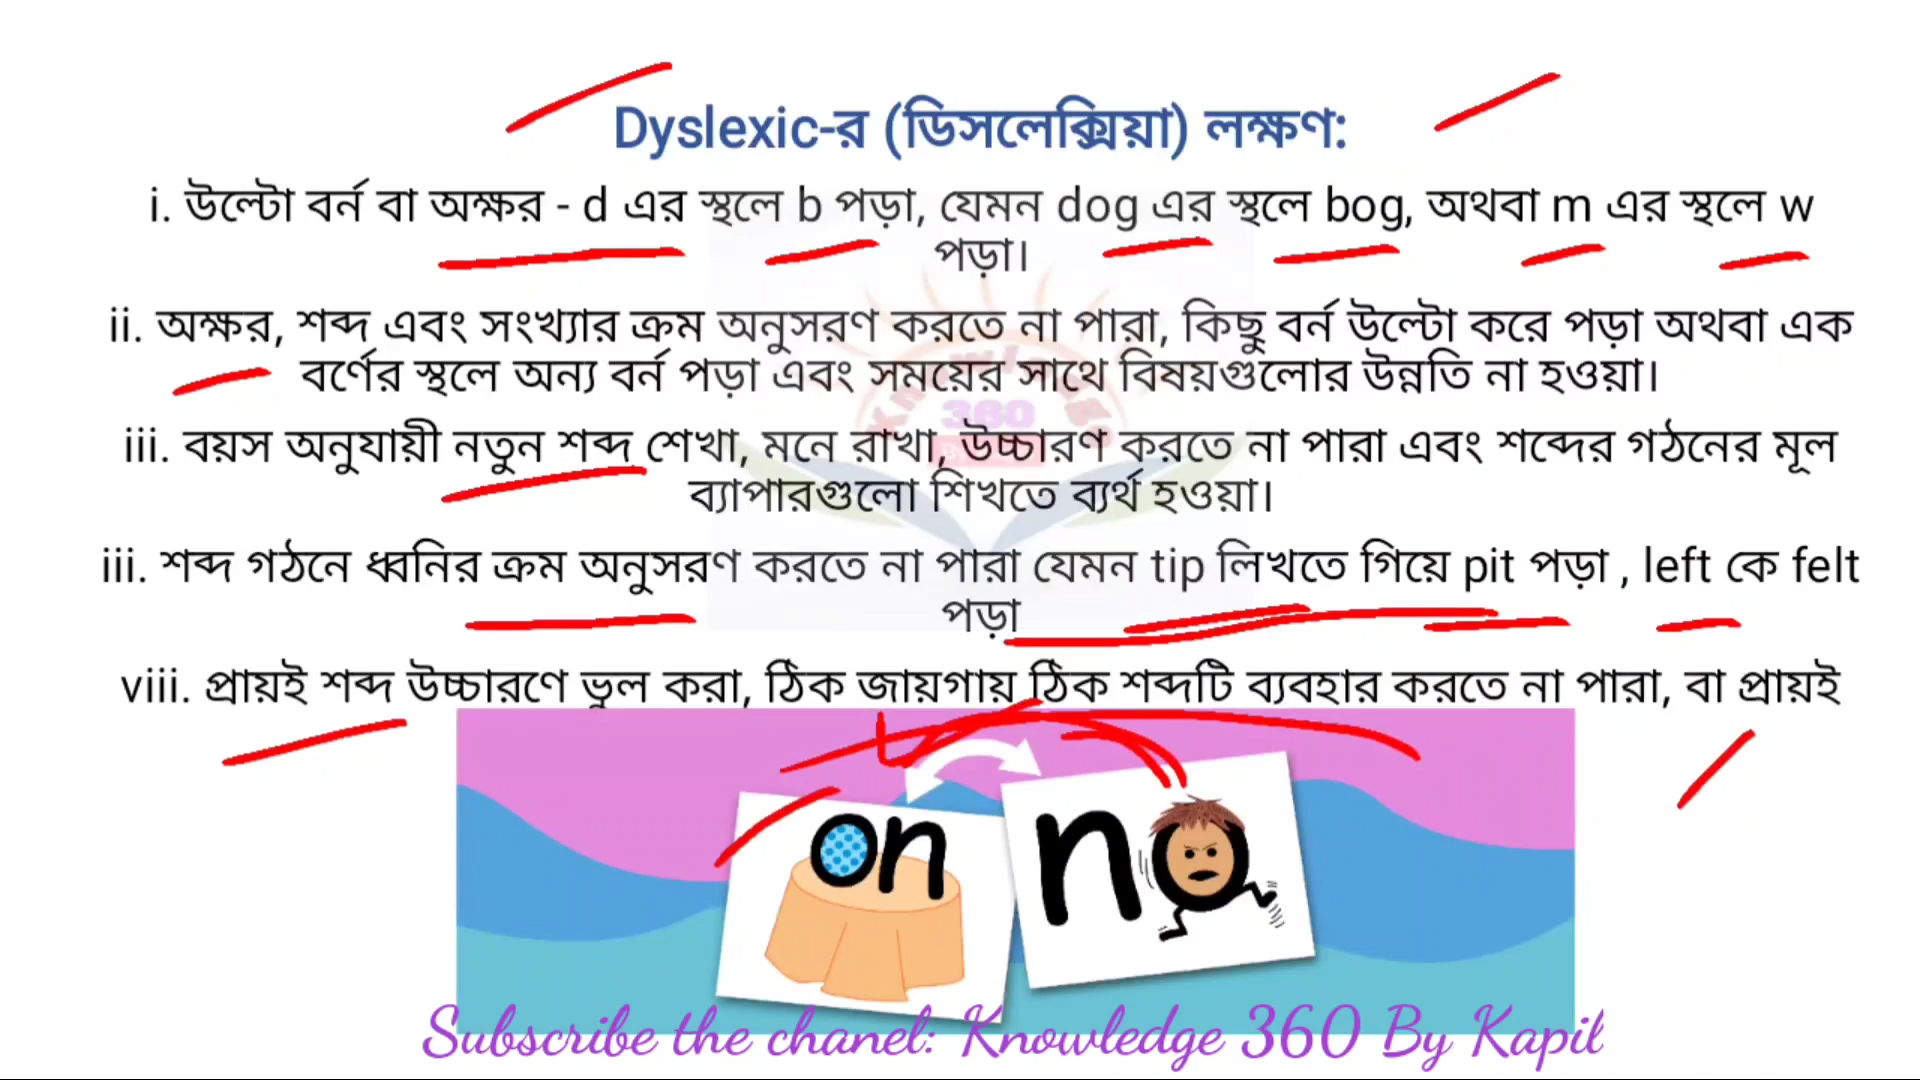 Dyslexic-র (ডিসলেক্সিয়া) লক্ষণ:
i. উল্টো বর্ন বা অক্ষর - d এর স্থলে b পড়া, যেমন dog এর স্থলে bog, অথবা m এর স্থলে w
পড়া।
ii. অক্ষর, শব্দ এবং সংখ্যার ক্রম অনুসরণ করতে না পারা, কিছু বর্ন উল্টো করে পড়া অথবা এক
বর্ণের স্থলে অন্য বর্ন পড়া এবং সময়ের সাথে বিষয়গুলোর উন্নতি না হওয়া।
iii. বয়স অনুযায়ী নতুন শব্দ শেখা, মনে রাখা, উচ্চারণ করতে না পারা এবং শব্দের গঠনের মূল
ব্যাপারগুলো শিখতে ব্যর্থ হওয়া।
iii. শব্দ গঠনে ধ্বনির ক্রম অনুসরণ করতে না পারা যেমন tip লিখতে গিয়ে pit পড়া , left কে felt
পড়া
viii. প্রায়ই শব্দ উচ্চারণে ভুল করা, ঠিক জায়গায় ঠিক শব্দটি ব্যবহার করতে না পারা, বা প্রায়ই
on no
Subscribe the chanel: Knowledge 360 By Kapil